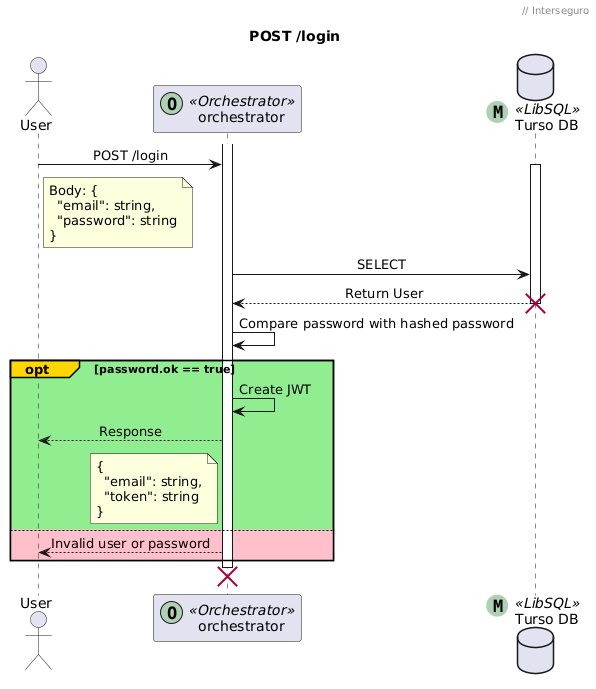 // Interseguro
POST /login
User
O «Orchestrator»
orchestrator
M «LibSQL»
Turso DB
POST /login
Body: {
"email": string,
"password": string
}
SELECT
Return User
Compare password with hashed password
opt [password.ok == true]
Create JWT
Response
{
"email": string,
"token": string
}
Invalid user or password
User
O «Orchestrator»
orchestrator
M «LibSQL»
Turso DB